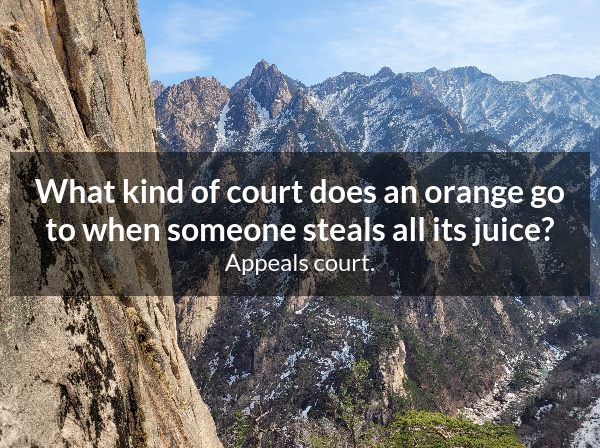 What kind of court does an orange go
to when someone steals all its juice?
Appeals court.